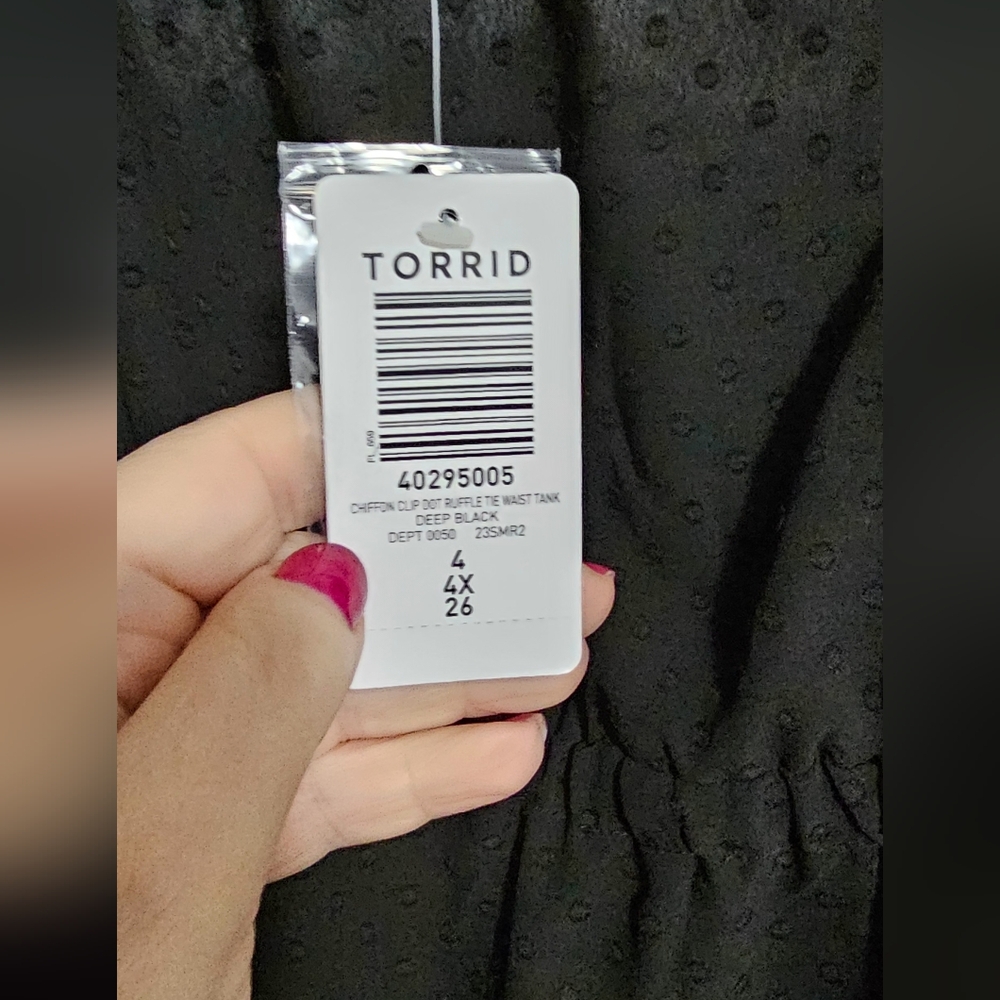 TORRID
40295005
CHIFFON CLIP DOT RUFFLE TIE WAIST TANK
DEEP BLACK
DEPT 0050 23SMR2
4
4X
26